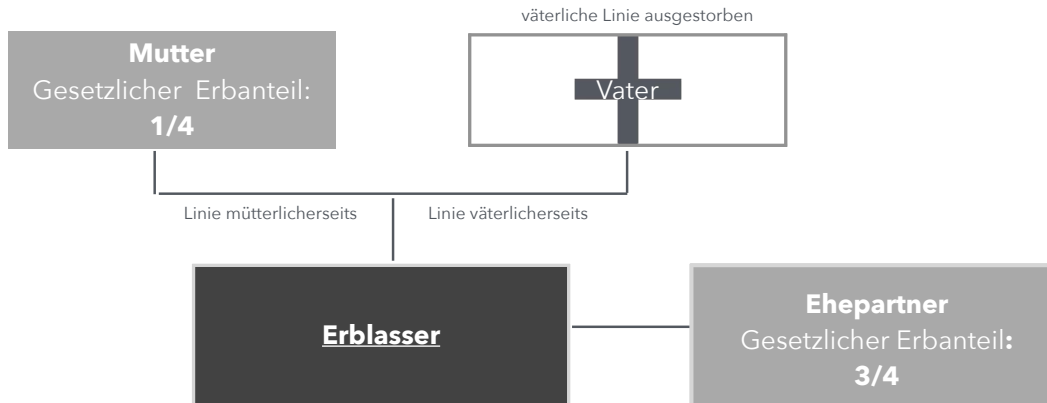 väterliche Linie ausgestorben
Mutter
Gesetzlicher Erbanteil:
1/4
Vater
Linie mütterlicherseits
Linie väterlicherseits
Erblasser
Ehepartner
Gesetzlicher Erbanteil:
3/4